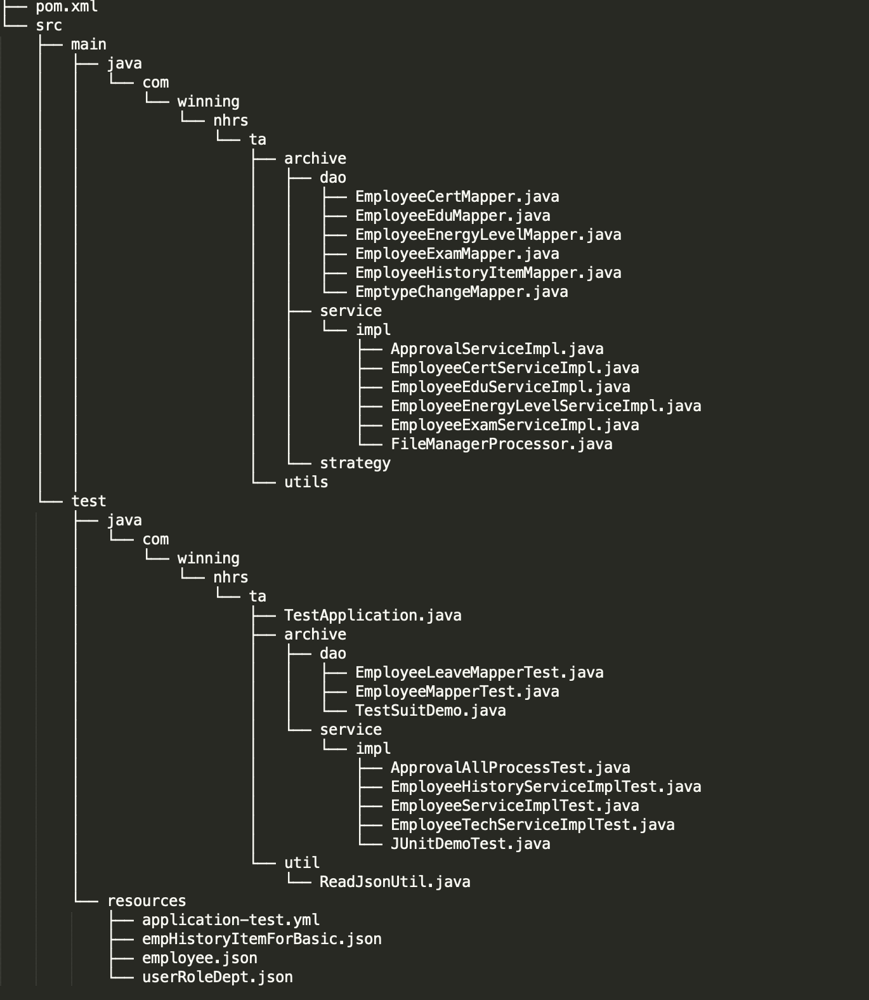 ├── pom.xml
└── src
    ├── main
    │   ├── java
    │   │   └── com
    │   │       └── winning
    │   │           └── nhrs
    │   │               └── ta
    │   │                   ├── archive
    │   │                   │   ├── dao
    │   │                   │   │   ├── EmployeeCertMapper.java
    │   │                   │   │   ├── EmployeeEduMapper.java
    │   │                   │   │   ├── EmployeeEnergyLevelMapper.java
    │   │                   │   │   ├── EmployeeExamMapper.java
    │   │                   │   │   ├── EmployeeHistoryItemMapper.java
    │   │                   │   │   └── EmptypeChangeMapper.java
    │   │                   │   ├── service
    │   │                   │   │   └── impl
    │   │                   │   │       ├── ApprovalServiceImpl.java
    │   │                   │   │       ├── EmployeeCertServiceImpl.java
    │   │                   │   │       ├── EmployeeEduServiceImpl.java
    │   │                   │   │       ├── EmployeeEnergyLevelServiceImpl.java
    │   │                   │   │       ├── EmployeeExamServiceImpl.java
    │   │                   │   │       └── FileManagerProcessor.java
    │   │                   │   └── strategy
    │   │                   └── utils
    └── test
        ├── java
        │   └── com
        │       └── winning
        │           └── nhrs
        │               └── ta
        │                   ├── TestApplication.java
        │                   ├── archive
        │                   │   ├── dao
        │                   │   │   ├── EmployeeLeaveMapperTest.java
        │                   │   │   ├── EmployeeMapperTest.java
        │                   │   │   └── TestSuitDemo.java
        │                   │   └── service
        │                   │       └── impl
        │                   │           ├── ApprovalAllProcessTest.java
        │                   │           ├── EmployeeHistoryServiceImplTest.java
        │                   │           ├── EmployeeServiceImplTest.java
        │                   │           ├── EmployeeTechServiceImplTest.java
        │                   │           └── JUnitDemoTest.java
        │                   └── util
        │                       └── ReadJsonUtil.java
        └── resources
            ├── application-test.yml
            ├── empHistoryItemForBasic.json
            ├── employee.json
            └── userRoleDept.json